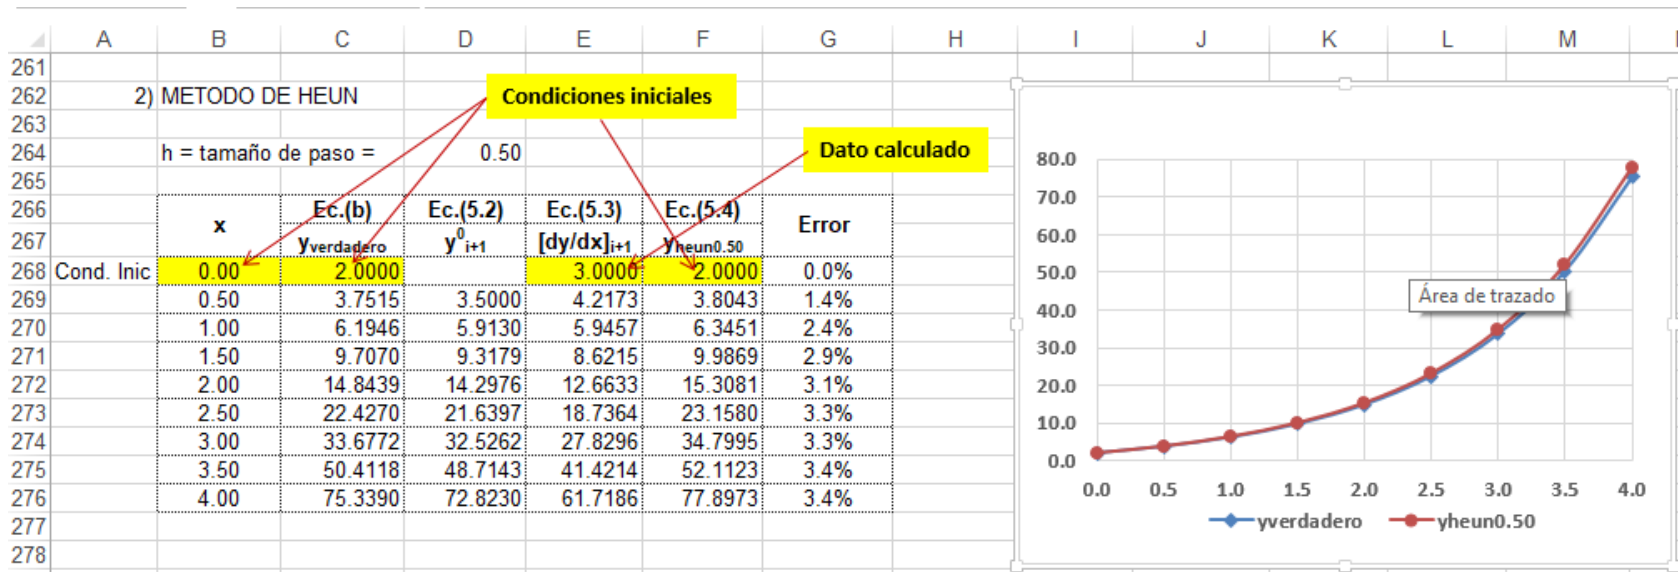 A B C D E F G H I J K L M
261
262 2) METODO DE HEUN Condiciones iniciales
263
264 h = tamaño de paso = 0.50 Dato calculado
265
266 x Ec.(b) Ec.(5.2) Ec.(5.3) Ec.(5.4) Error
267 yverdadero y0i+1 [dy/dx]i+1 yheun0.50
268 Cond. Inic 0.00 2.0000 3.0000 2.0000 0.0%
269 0.50 3.7515 3.5000 4.2173 3.8043 1.4%
270 1.00 6.1946 5.9130 5.9457 6.3451 2.4%
271 1.50 9.7070 9.3179 8.6215 9.9869 2.9%
272 2.00 14.8439 14.2976 12.6633 15.3081 3.1%
273 2.50 22.4270 21.6397 18.7364 23.1580 3.3%
274 3.00 33.6772 32.5262 27.8296 34.7995 3.3%
275 3.50 50.4118 48.7143 41.4214 52.1123 3.4%
276 4.00 75.3390 72.8230 61.7186 77.8973 3.4%
277
278
80.0
70.0
60.0
50.0
Área de trazado
40.0
30.0
20.0
10.0
0.0
0.0 0.5 1.0 1.5 2.0 2.5 3.0 3.5 4.0
yverdadero yheun0.50